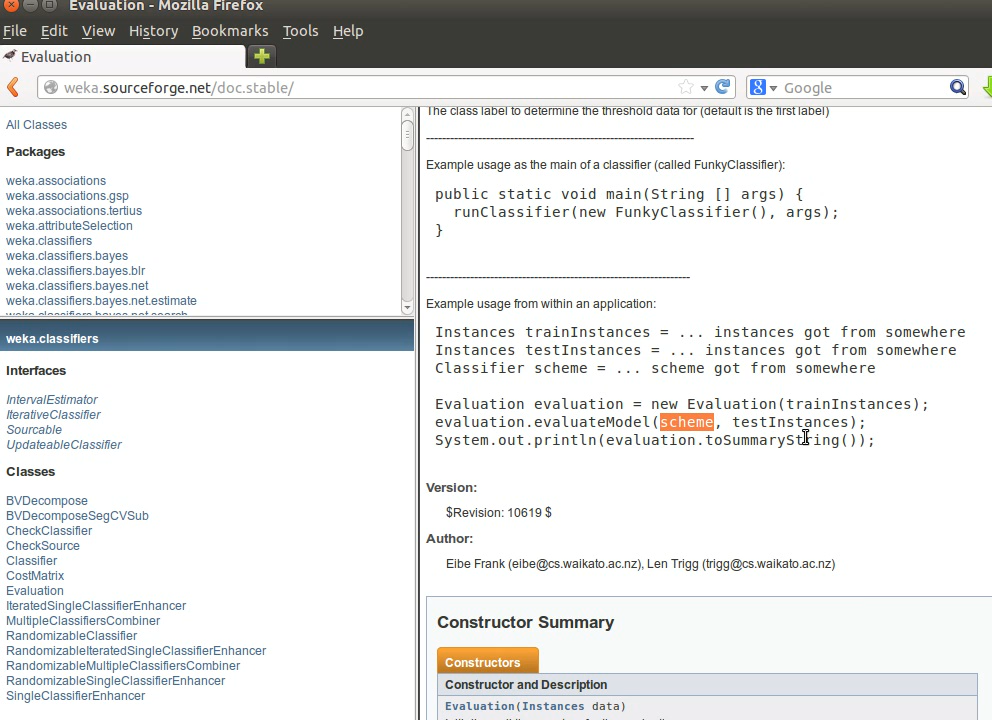 Evaluation - Mozilla Firefox
File Edit View History Bookmarks Tools Help
Evaluation
weka.sourceforge.net/doc.stable/
Google
All Classes
Packages
weka.associations
weka.associations.gsp
weka.associations.tertius
weka.attributeSelection
weka.classifiers
weka.classifiers.bayes
weka.classifiers.bayes.blr
weka.classifiers.bayes.net
weka.classifiers.bayes.net.estimate
weka.classifiers.bayes.net.search
weka.classifiers
Interfaces
IntervalEstimator
IterativeClassifier
Sourcable
UpdateableClassifier
Classes
BVDecompose
BVDecomposeSegCVSub
CheckClassifier
CheckSource
Classifier
CostMatrix
Evaluation
IteratedSingleClassifierEnhancer
MultipleClassifiersCombiner
RandomizableClassifier
RandomizableIteratedSingleClassifierEnhancer
RandomizableMultipleClassifiersCombiner
RandomizableSingleClassifierEnhancer
SingleClassifierEnhancer
The class label to determine the threshold data for (default is the first label)
-------------------------------------------------------------------
Example usage as the main of a classifier (called FunkyClassifier):
public static void main(String [] args) {
runClassifier(new FunkyClassifier(), args);
}
------------------------------------------------------------------
Example usage from within an application:
Instances trainInstances = ... instances got from somewhere
Instances testInstances = ... instances got from somewhere
Classifier scheme = ... scheme got from somewhere
Evaluation evaluation = new Evaluation(trainInstances);
evaluation.evaluateModel(scheme, testInstances);
System.out.println(evaluation.toSummaryString());
Version:
$Revision: 10619 $
Author:
Eibe Frank (eibe@cs.waikato.ac.nz), Len Trigg (trigg@cs.waikato.ac.nz)
Constructor Summary
Constructors
Constructor and Description
Evaluation(Instances data)